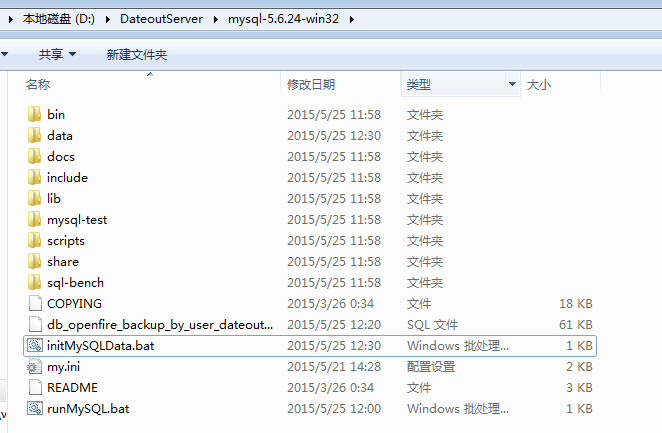 本地磁盘 (D:) DateoutServer mysql-5.6.24-win32
共享 新建文件夹
名称 修改日期 类型 大小
bin 2015/5/25 11:58 文件夹
data 2015/5/25 12:30 文件夹
docs 2015/5/25 11:58 文件夹
include 2015/5/25 11:58 文件夹
lib 2015/5/25 11:58 文件夹
mysql-test 2015/5/25 11:58 文件夹
scripts 2015/5/25 11:58 文件夹
share 2015/5/25 11:58 文件夹
sql-bench 2015/5/25 11:58 文件夹
COPYING 2015/3/26 0:34 文件 18 KB
db_openfire_backup_by_user_dateout... 2015/5/25 12:20 SQL 文件 61 KB
initMySQLData.bat 2015/5/25 12:30 Windows 批处理... 1 KB
my.ini 2015/5/21 14:28 配置设置 2 KB
README 2015/3/26 0:34 文件 3 KB
runMySQL.bat 2015/5/25 12:00 Windows 批处理... 1 KB